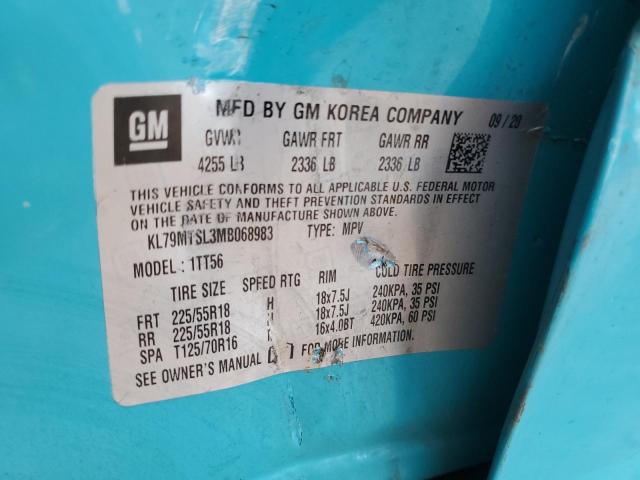 GM
MFD BY GM KOREA COMPANY 09/20
GVWR GAWR FRT GAWR RR
4255 LB 2336 LB 2336 LB
THIS VEHICLE CONFORMS TO ALL APPLICABLE U.S. FEDERAL MOTOR
VEHICLE SAFETY AND THEFT PREVENTION STANDARDS IN EFFECT
ON THE DATE OF MANUFACTURE SHOWN ABOVE.
KL79MTSL3MB068983 TYPE: MPV
MODEL: 1TT56
TIRE SIZE SPEED RTG RIM COLD TIRE PRESSURE
FRT 225/55R18 H 18x7.5J 240KPA, 35 PSI
RR 225/55R18 H 18x7.5J 240KPA, 35 PSI
SPA T125/70R16 16x4.0BT 420KPA, 60 PSI
SEE OWNER'S MANUAL FOR MORE INFORMATION.